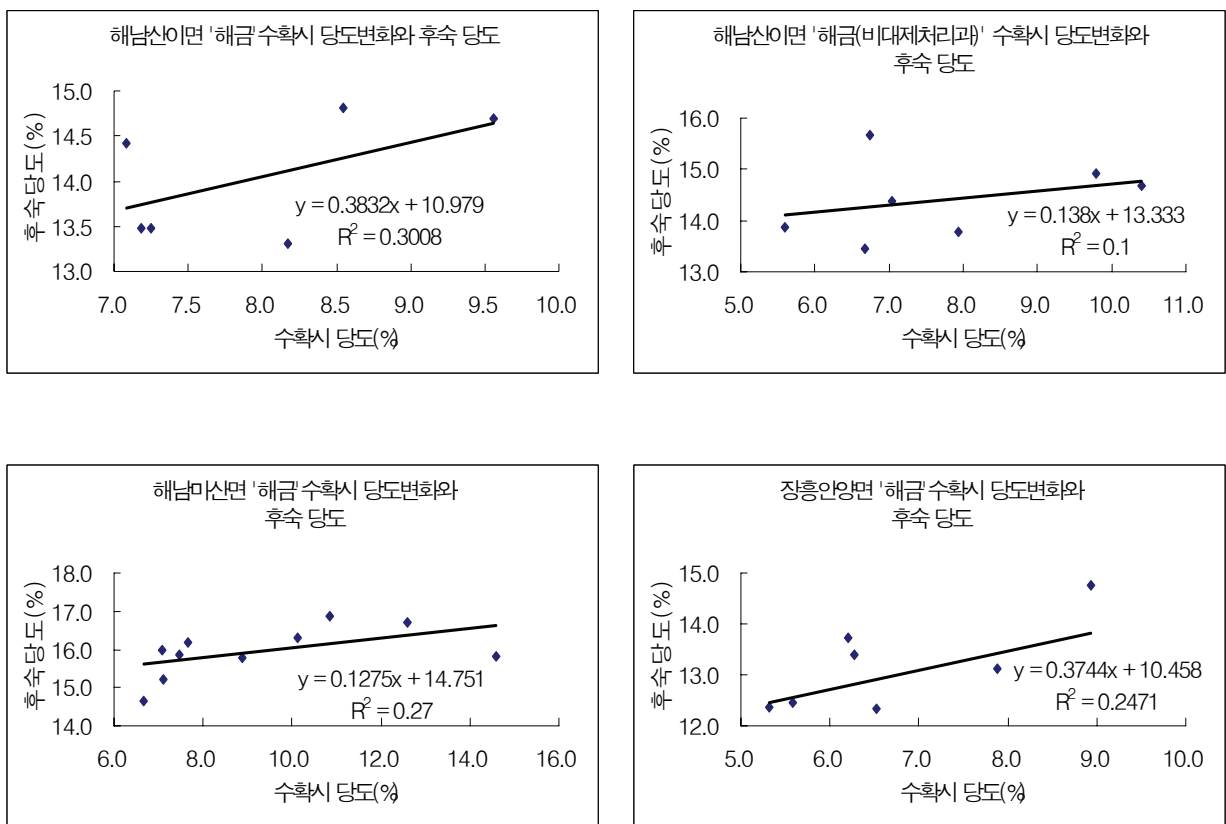 해남산이면 '해금' 수확시 당도변화와 후숙 당도
후숙당도(%)
15.0
14.5
14.0
13.5
13.0
y = 0.3832x + 10.979
R² = 0.3008
7.0 7.5 8.0 8.5 9.0 9.5 10.0
수확시 당도(%)
해남산이면 '해금(비대제처리과)' 수확시 당도변화와
후숙 당도
후숙당도(%)
16.0
15.0
14.0
13.0
y = 0.138x + 13.333
R² = 0.1
5.0 6.0 7.0 8.0 9.0 10.0 11.0
수확시 당도(%)
해남마산면 '해금' 수확시 당도변화와
후숙 당도
후숙당도(%)
18.0
17.0
16.0
15.0
14.0
y = 0.1275x + 14.751
R² = 0.27
6.0 8.0 10.0 12.0 14.0 16.0
수확시 당도(%)
장흥안양면 '해금' 수확시 당도변화와
후숙 당도
후숙당도(%)
15.0
14.0
13.0
12.0
y = 0.3744x + 10.458
R² = 0.2471
5.0 6.0 7.0 8.0 9.0 10.0
수확시 당도(%)